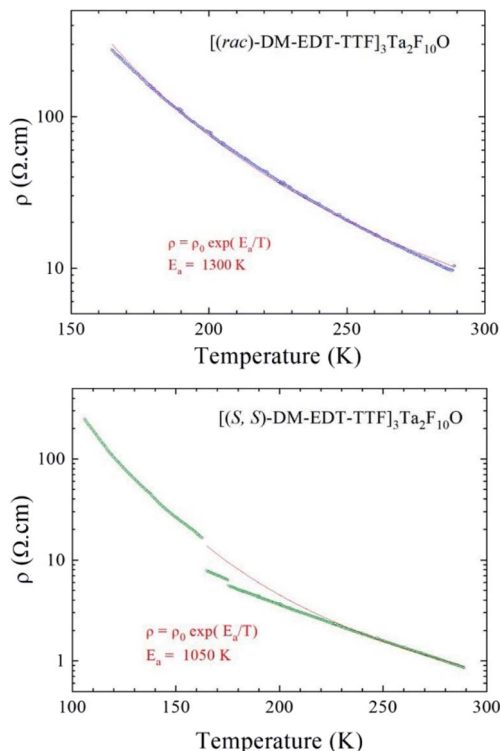 [(rac)-DM-EDT-TTF]3Ta2F10O
ρ (Ω.cm)
100
10
ρ = ρ0 exp( Ea/T)
Ea = 1300 K
150 200 250 300
Temperature (K)
[(S, S)-DM-EDT-TTF]3Ta2F10O
ρ (Ω.cm)
100
10
1
ρ = ρ0 exp( Ea/T)
Ea = 1050 K
100 150 200 250 300
Temperature (K)